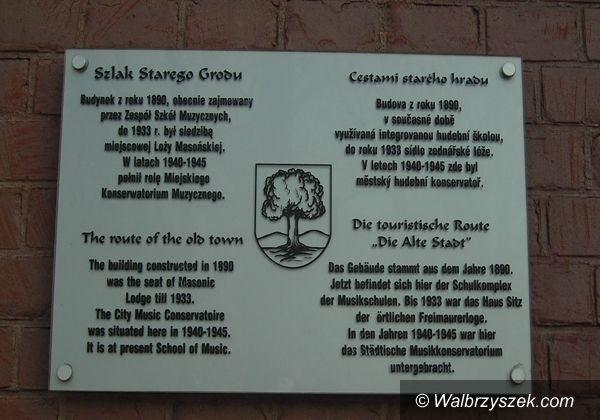 Szlak Starego Grodu
Budynek z roku 1890, obecnie zajmowany
przez Zespół Szkół Muzycznych,
do 1933 r. był siedzibą
miejscowej Loży Masońskiej.
W latach 1940-1945
pełnił rolę Miejskiego
Konserwatorium Muzycznego.
Cestami starého hradu
Budova z roku 1890,
v současné době
využívaná integrovanou hudební školou,
do roku 1933 sídlo zednářské lóže.
V letech 1940-1945 zde byl
městský hudební konservatoř.
The route of the old town
The building constructed in 1890
was the seat of Masonic
Lodge till 1933.
The City Music Conservatoire
was situated here in 1940-1945.
It is at present School of Music.
Die touristische Route
„Die Alte Stadt”
Das Gebäude stammt aus dem Jahre 1890.
Jetzt befindet sich hier der Schulkomplex
der Musikschulen. Bis 1933 war das Haus Sitz
der örtlichen Freimaurerloge.
In den Jahren 1940-1945 war hier
das Städtische Musikkonservatorium
untergebracht.
© Walbrzyszek.com